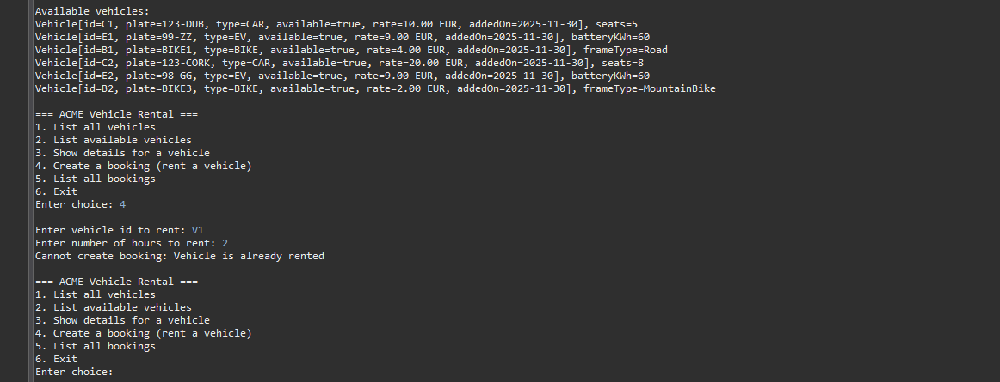 Available vehicles:
Vehicle[id=C1, plate=123-DUB, type=CAR, available=true, rate=10.00 EUR, addedOn=2025-11-30], seats=5
Vehicle[id=E1, plate=99-ZZ, type=EV, available=true, rate=9.00 EUR, addedOn=2025-11-30], batteryKWh=60
Vehicle[id=B1, plate=BIKE1, type=BIKE, available=true, rate=4.00 EUR, addedOn=2025-11-30], frameType=Road
Vehicle[id=C2, plate=123-CORK, type=CAR, available=true, rate=20.00 EUR, addedOn=2025-11-30], seats=8
Vehicle[id=E2, plate=98-GG, type=EV, available=true, rate=9.00 EUR, addedOn=2025-11-30], batteryKWh=60
Vehicle[id=B2, plate=BIKE3, type=BIKE, available=true, rate=2.00 EUR, addedOn=2025-11-30], frameType=MountainBike
=== ACME Vehicle Rental ===
1. List all vehicles
2. List available vehicles
3. Show details for a vehicle
4. Create a booking (rent a vehicle)
5. List all bookings
6. Exit
Enter choice: 4
Enter vehicle id to rent: V1
Enter number of hours to rent: 2
Cannot create booking: Vehicle is already rented
=== ACME Vehicle Rental ===
1. List all vehicles
2. List available vehicles
3. Show details for a vehicle
4. Create a booking (rent a vehicle)
5. List all bookings
6. Exit
Enter choice: